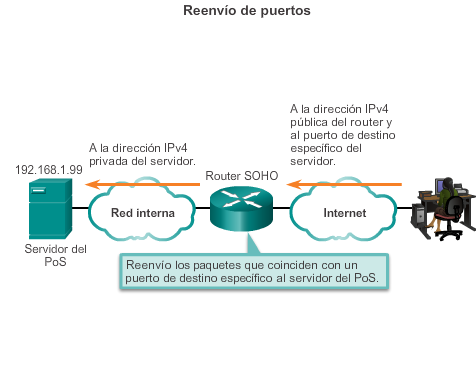 Reenvío de puertos
A la dirección IPv4
pública del router y
al puerto de destino
específico del
servidor.
A la dirección IPv4
privada del servidor.
192.168.1.99
Router SOHO
Red interna
Internet
Servidor del
PoS
Reenvío los paquetes que coinciden con un
puerto de destino específico al servidor del PoS.